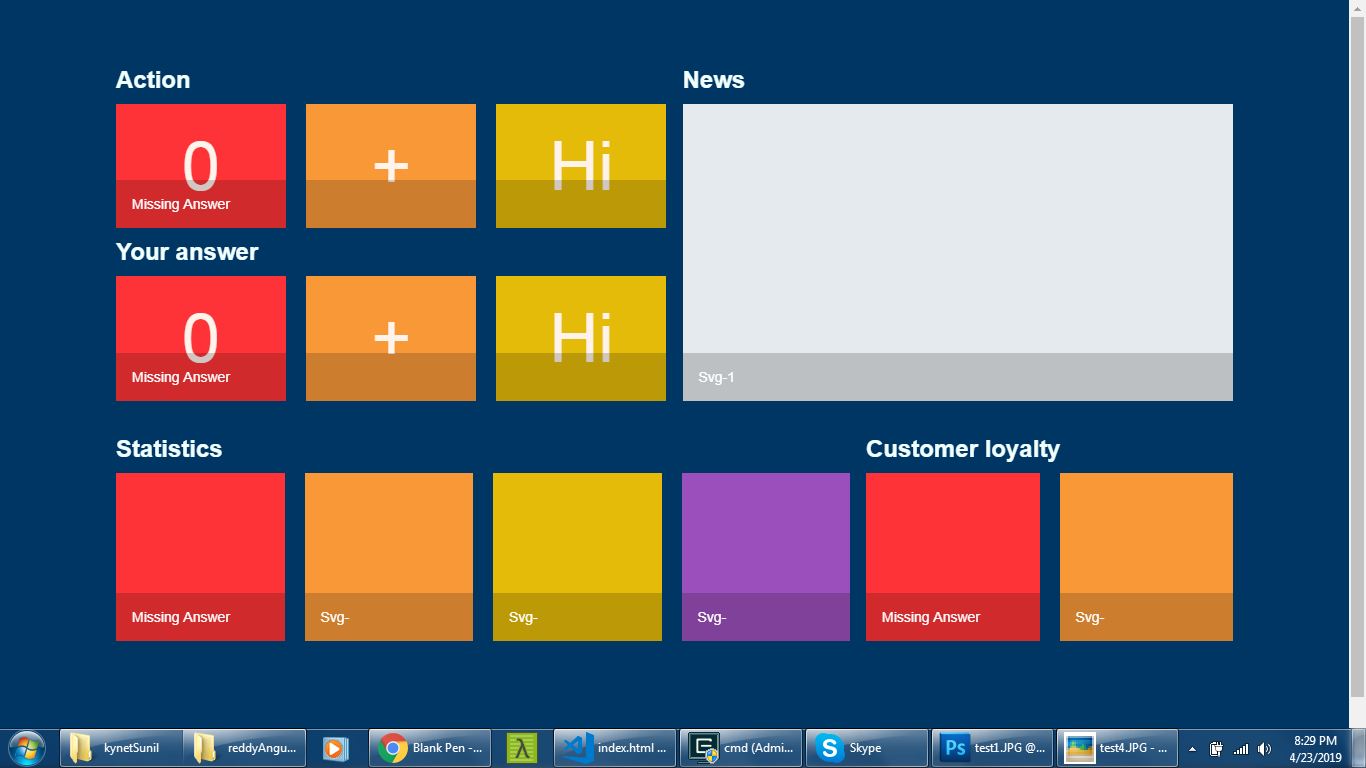 Action
0
Missing Answer
+
Hi
Your answer
0
Missing Answer
+
Hi
News
Svg-1
Statistics
Missing Answer
Svg-
Svg-
Svg-
Customer loyalty
Missing Answer
Svg-
kynetSunil
reddyAngu...
Blank Pen -...
λ
index.html ...
cmd (Admi...
Skype
Ps
test1.JPG @...
test4.JPG - ...
8:29 PM
4/23/2019